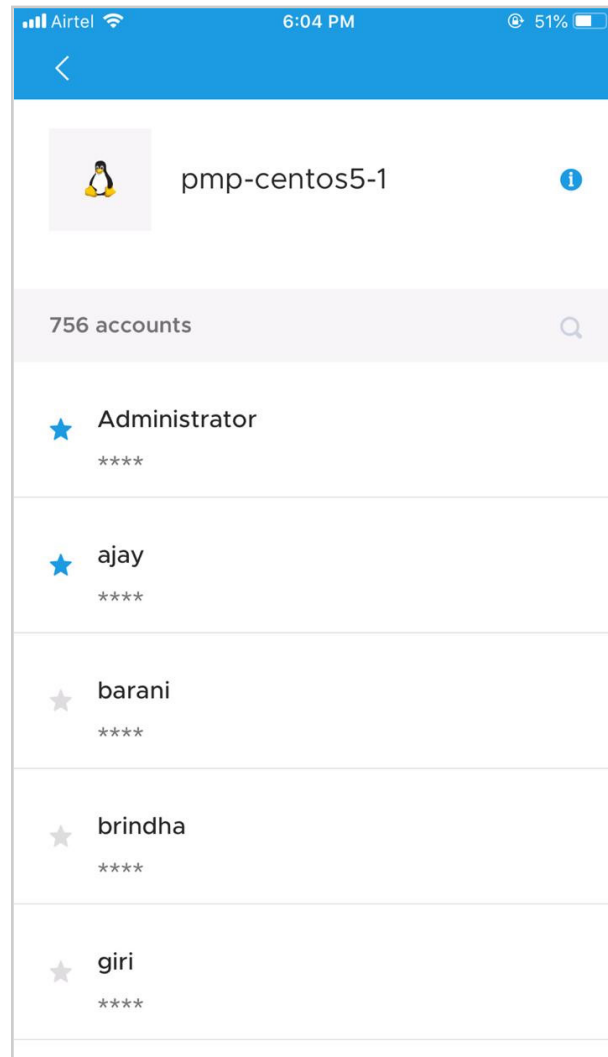 Airtel 6:04 PM 51%
pmp-centos5-1
756 accounts
Administrator
****
ajay
****
barani
****
brindha
****
giri
****